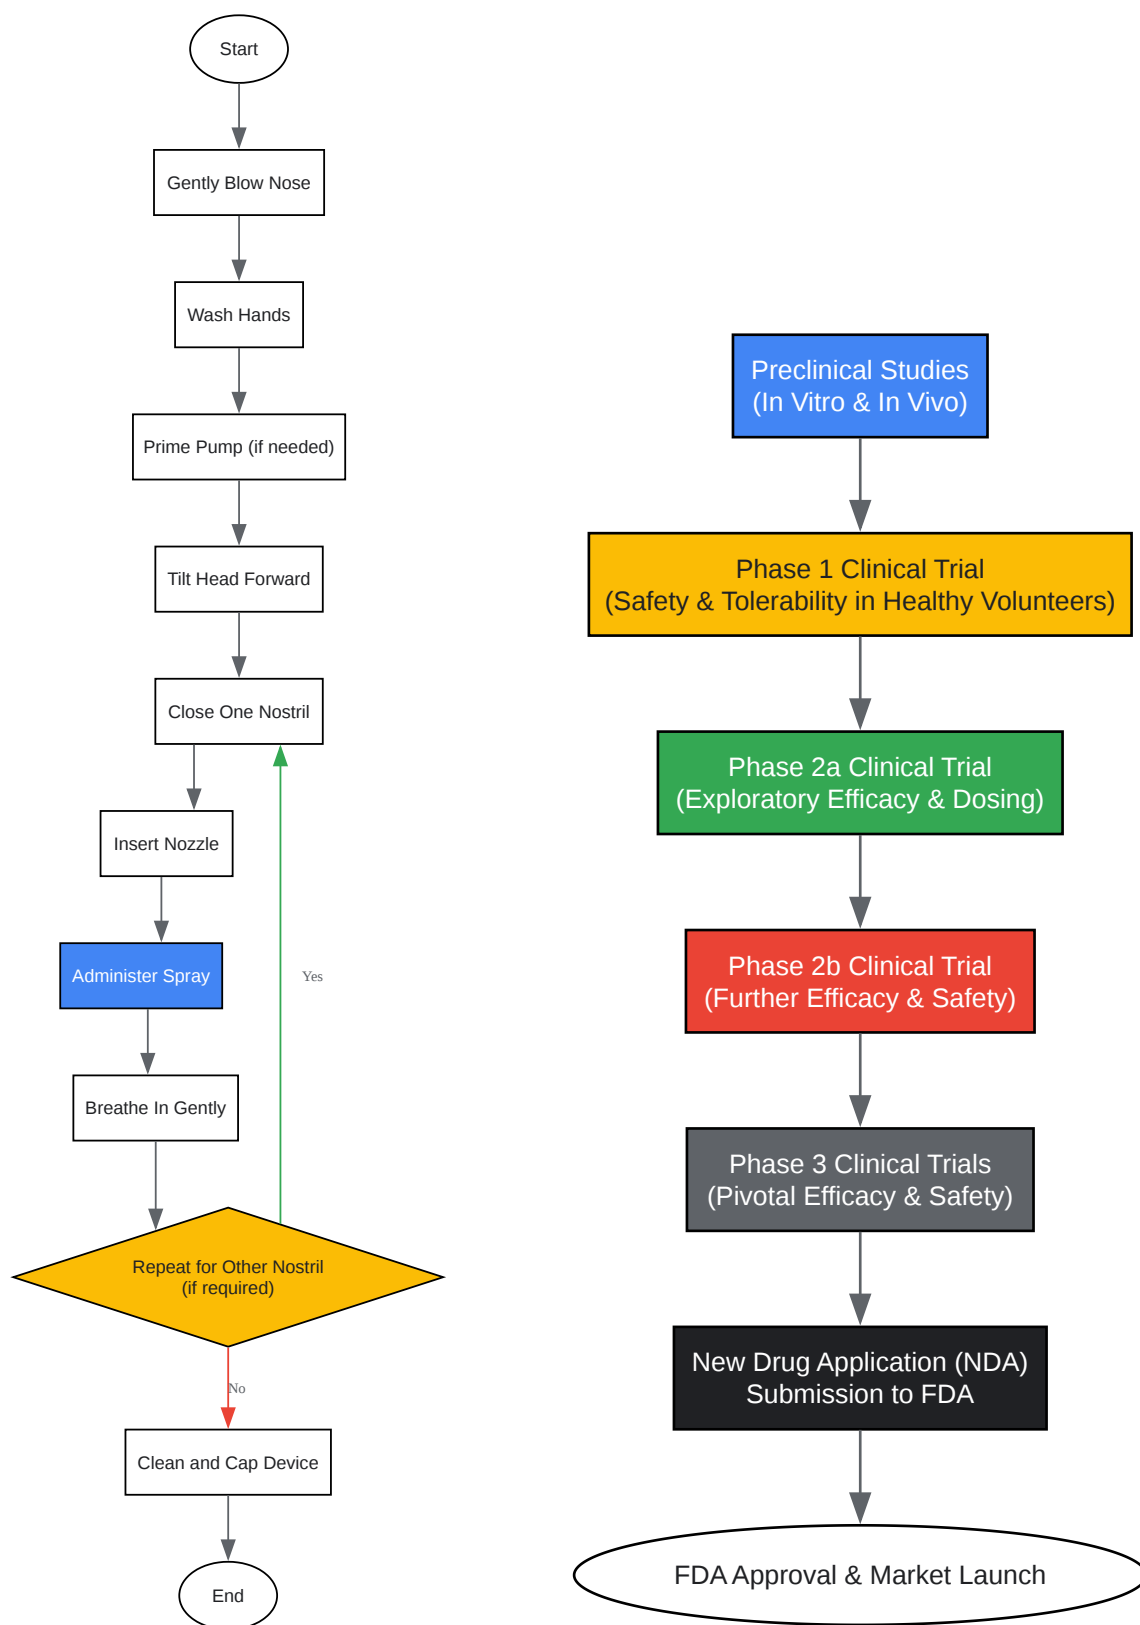 Start
Gently Blow Nose
Wash Hands
Prime Pump (if needed)
Tilt Head Forward
Close One Nostril
Insert Nozzle
Administer Spray
Yes
Breathe In Gently
Repeat for Other Nostril
(if required)
No
Clean and Cap Device
End
Preclinical Studies
(In Vitro & In Vivo)
Phase 1 Clinical Trial
(Safety & Tolerability in Healthy Volunteers)
Phase 2a Clinical Trial
(Exploratory Efficacy & Dosing)
Phase 2b Clinical Trial
(Further Efficacy & Safety)
Phase 3 Clinical Trials
(Pivotal Efficacy & Safety)
New Drug Application (NDA)
Submission to FDA
FDA Approval & Market Launch